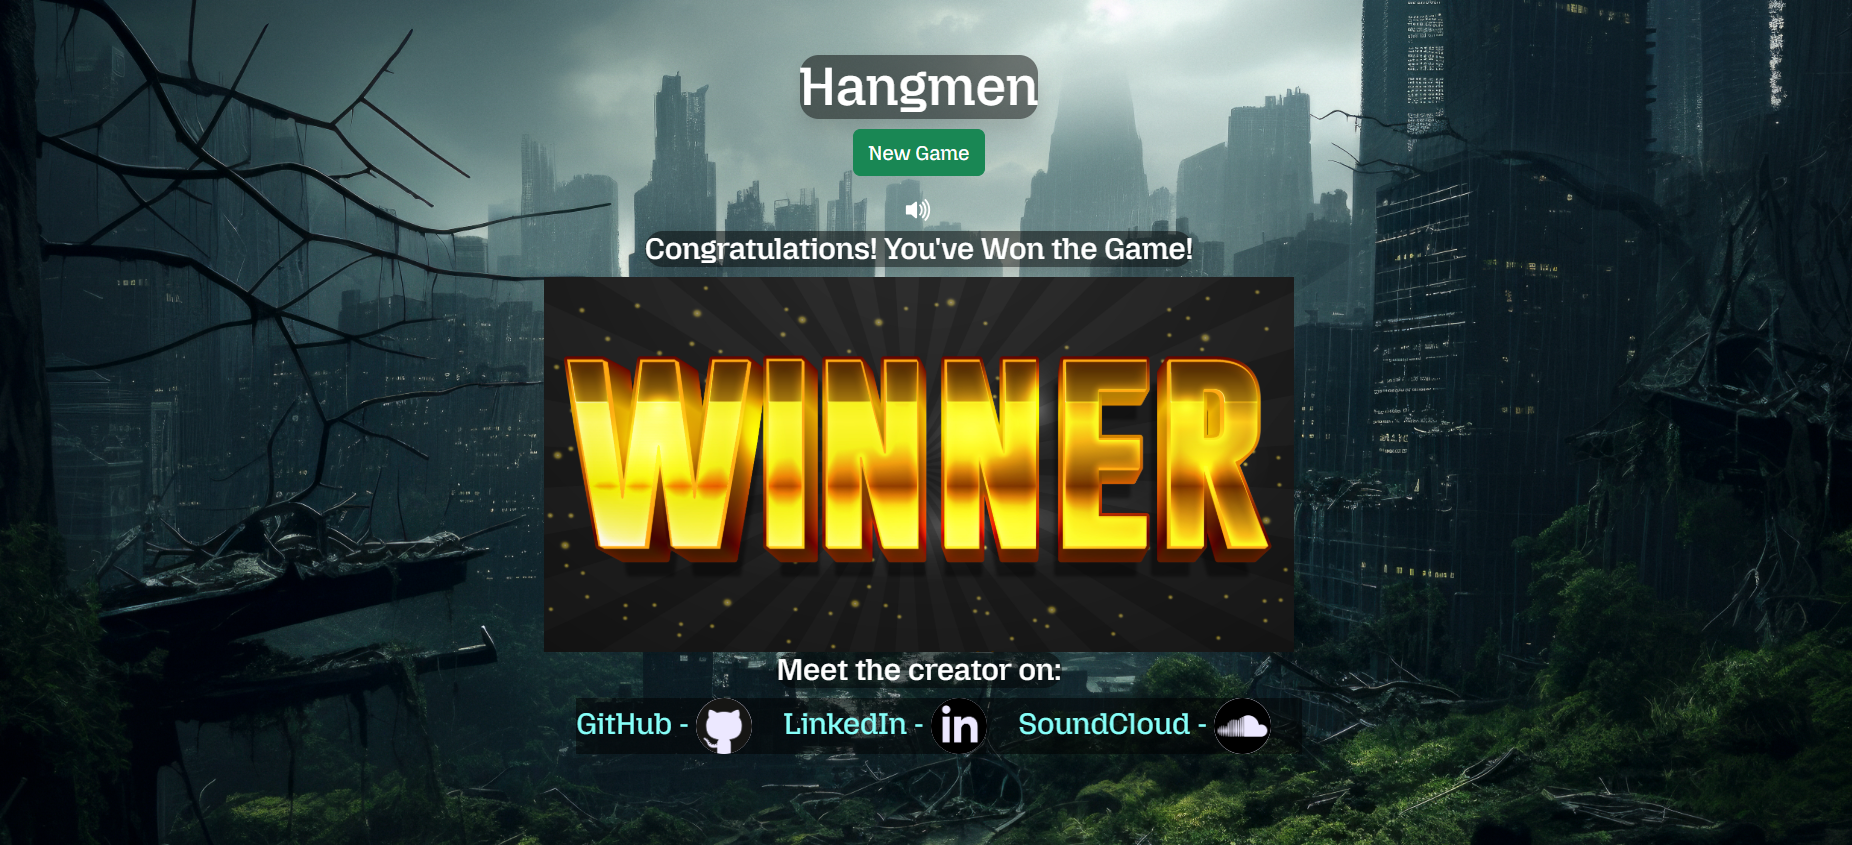 Hangmen
New Game
Congratulations! You've Won the Game!
WINNER
Meet the creator on:
GitHub - LinkedIn - in SoundCloud -